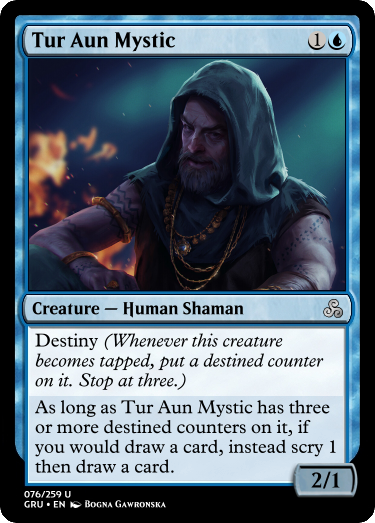 Tur Aun Mystic 1
Creature — Human Shaman
Destiny (Whenever this creature
becomes tapped, put a destined counter
on it. Stop at three.)
As long as Tur Aun Mystic has three
or more destined counters on it, if
you would draw a card, instead scry 1
then draw a card.
2/1
076/259 U
GRU • EN Bogna Gawronska